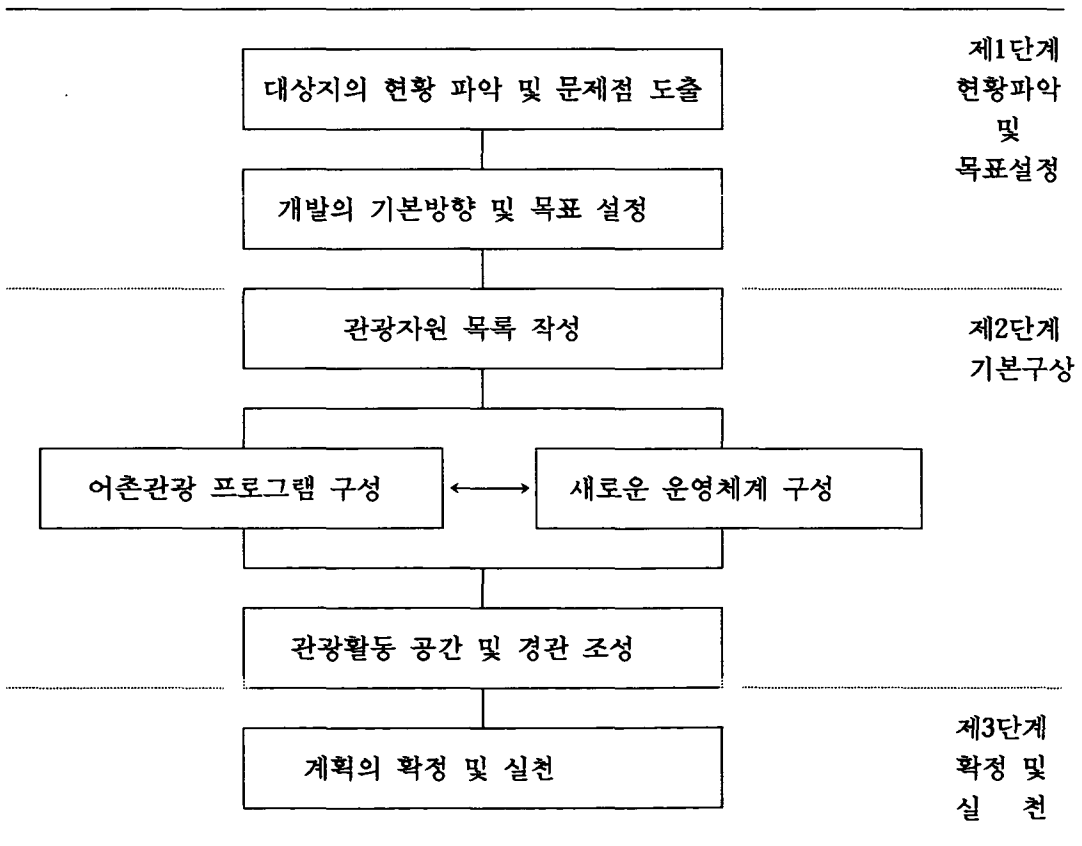 제1단계
대상지의 현황 파악 및 문제점 도출
현황파악
및
목표설정
개발의 기본방향 및 목표 설정
관광자원 목록 작성
제2단계
기본구상
어촌관광 프로그램 구성
새로운 운영체계 구성
관광활동 공간 및 경관 조성
제3단계
계획의 확정 및 실천
확정 및
실 천